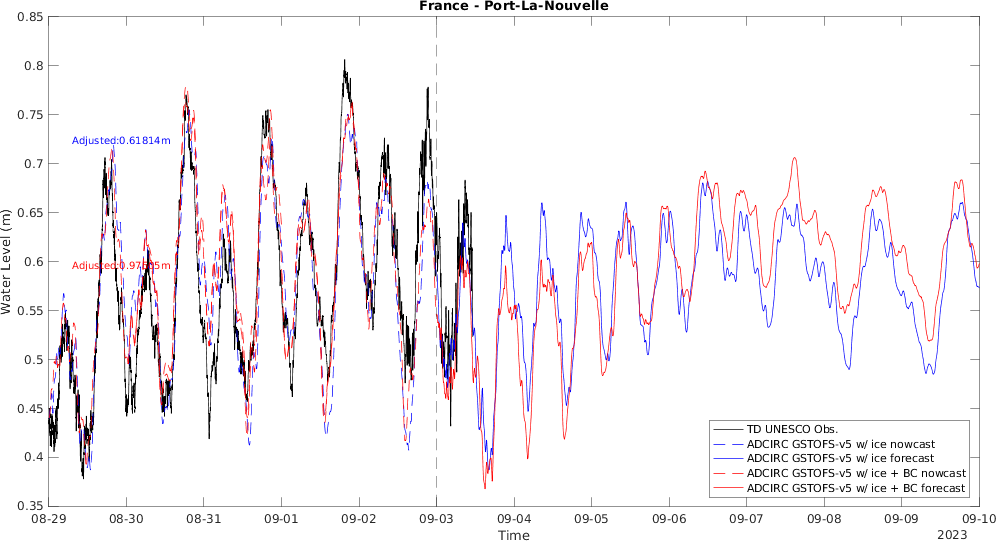 France - Port-La-Nouvelle
0.85
0.8
0.75
0.7
0.65
0.6
0.55
0.5
0.45
0.4
0.35
Water Level (m)
Adjusted:0.61814m
TD UNESCO Obs.
ADCIRC GSTOFS-v5 w/ ice nowcast
ADCIRC GSTOFS-v5 w/ ice forecast
ADCIRC GSTOFS-v5 w/ ice + BC nowcast
ADCIRC GSTOFS-v5 w/ ice + BC forecast
08-29 08-30 08-31 09-01 09-02 09-03 09-04 09-05 09-06 09-07 09-08 09-09 09-10
Time
2023